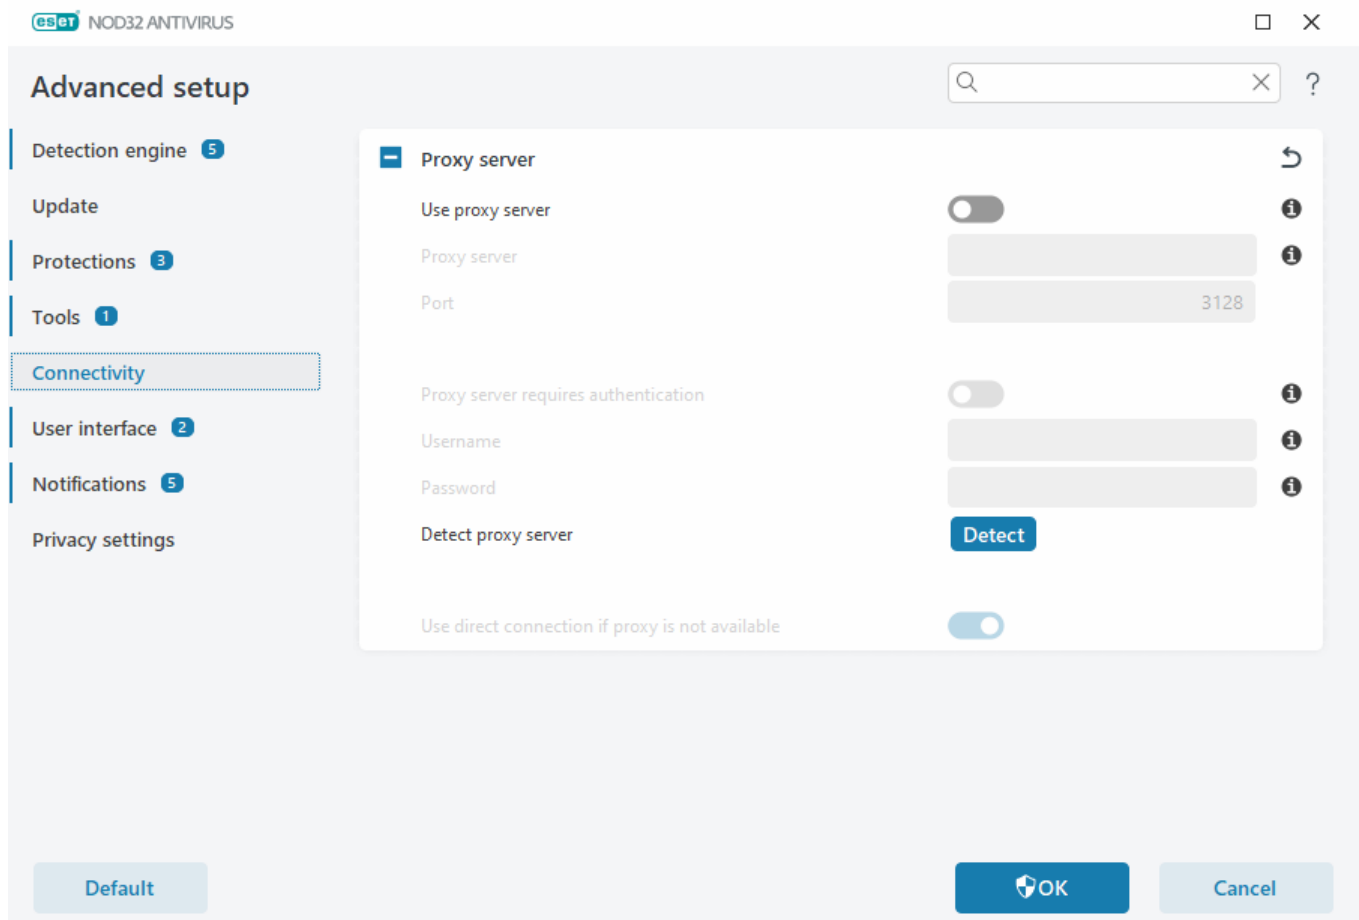 eset NOD32 ANTIVIRUS
Advanced setup
?
Detection engine 5
Update
Protections 3
Tools 1
Connectivity
User interface 2
Notifications 5
Privacy settings
Proxy server
Use proxy server
Proxy server
Port 3128
Proxy server requires authentication
Username
Password
Detect proxy server Detect
Use direct connection if proxy is not available
Default
OK
Cancel